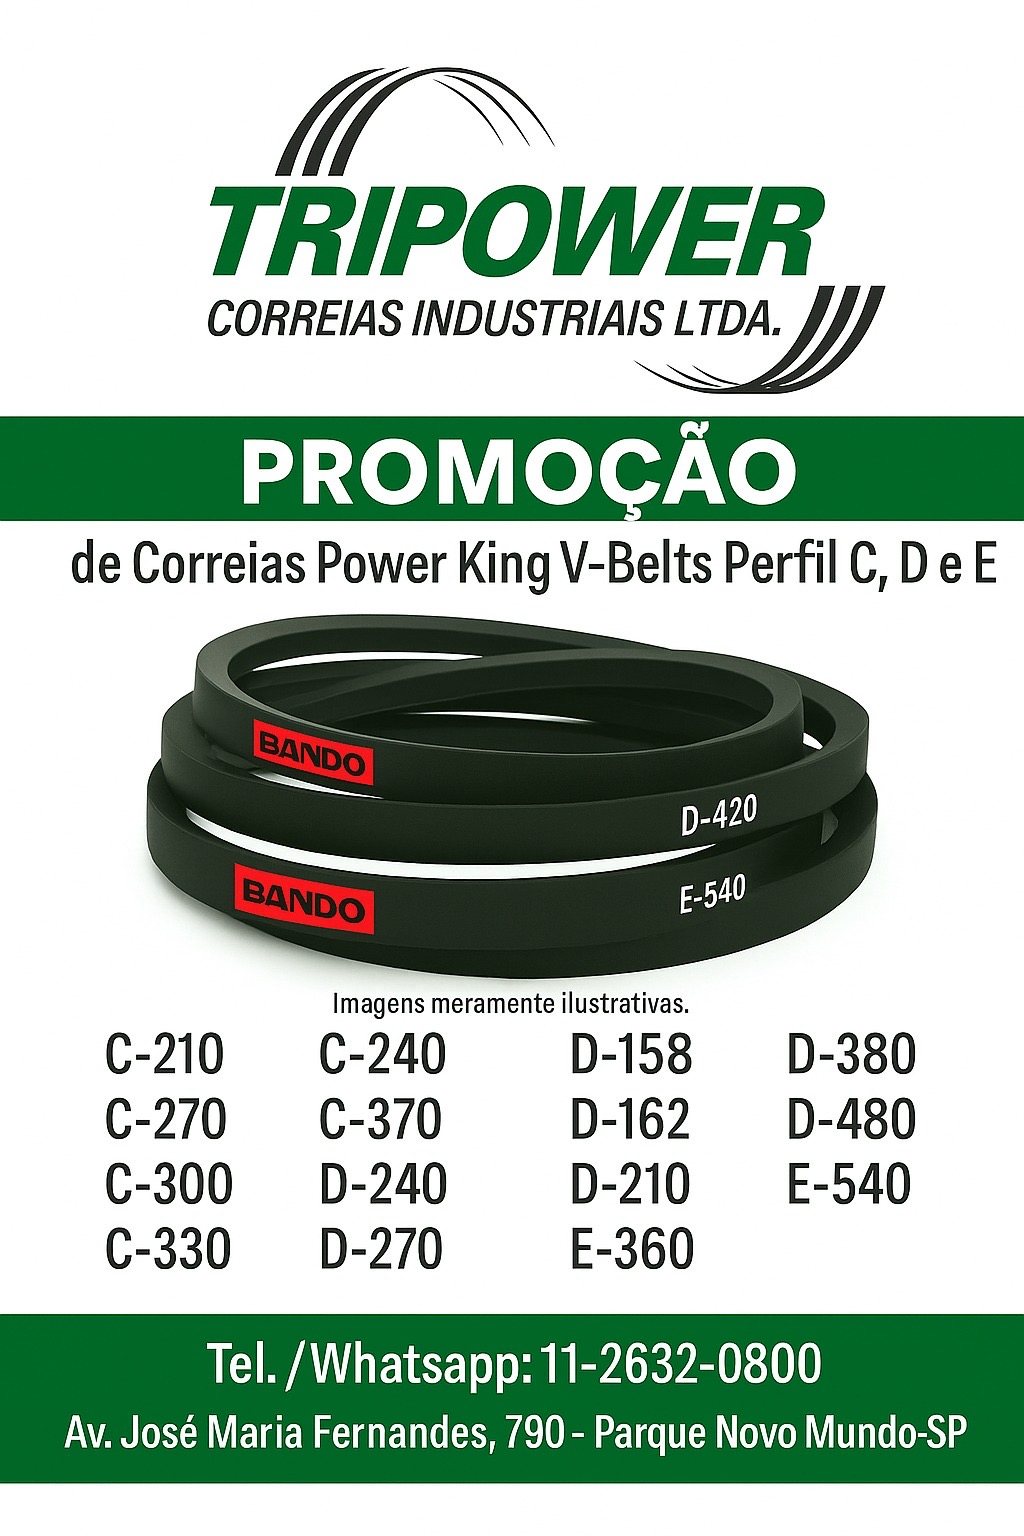 TRIPOWER
CORREIAS INDUSTRIAIS LTDA.
PROMOÇÃO
de Correias Power King V-Belts Perfil C, D e E
BANDO
D-420
BANDO
E-540
Imagens meramente ilustrativas.
C-210 C-240 D-158 D-380
C-270 C-370 D-162 D-480
C-300 D-240 D-210 E-540
C-330 D-270 E-360
Tel. /Whatsapp: 11-2632-0800
Av. José Maria Fernandes, 790 - Parque Novo Mundo-SP